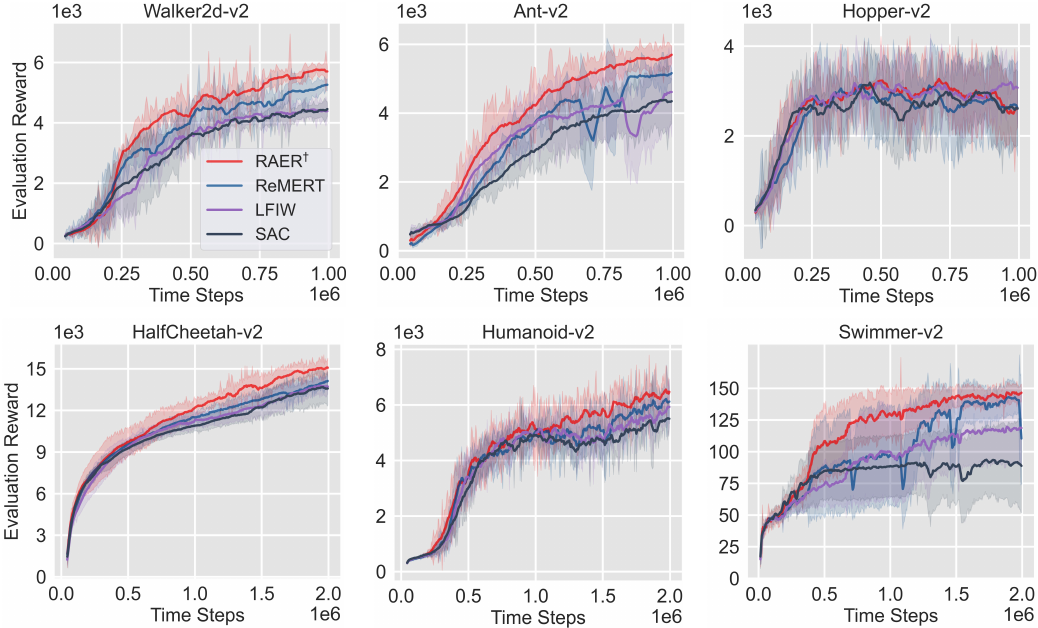 Walker2d-v2
1e3
Evaluation Reward
6
4
2
0
RAER†
ReMERT
LFIW
SAC
0.00 0.25 0.50 0.75 1.00
Time Steps
1e6
Ant-v2
1e3
6
4
2
0
0.00 0.25 0.50 0.75 1.00
Time Steps
1e6
Hopper-v2
1e3
4
2
0
0.00 0.25 0.50 0.75 1.00
Time Steps
1e6
HalfCheetah-v2
1e3
Evaluation Reward
15
12
9
6
3
0
0.0 0.5 1.0 1.5 2.0
Time Steps
1e6
Humanoid-v2
1e3
8
6
4
2
0
0.0 0.5 1.0 1.5 2.0
Time Steps
1e6
Swimmer-v2
150
125
100
75
50
25
0
0.0 0.5 1.0 1.5 2.0
Time Steps
1e6